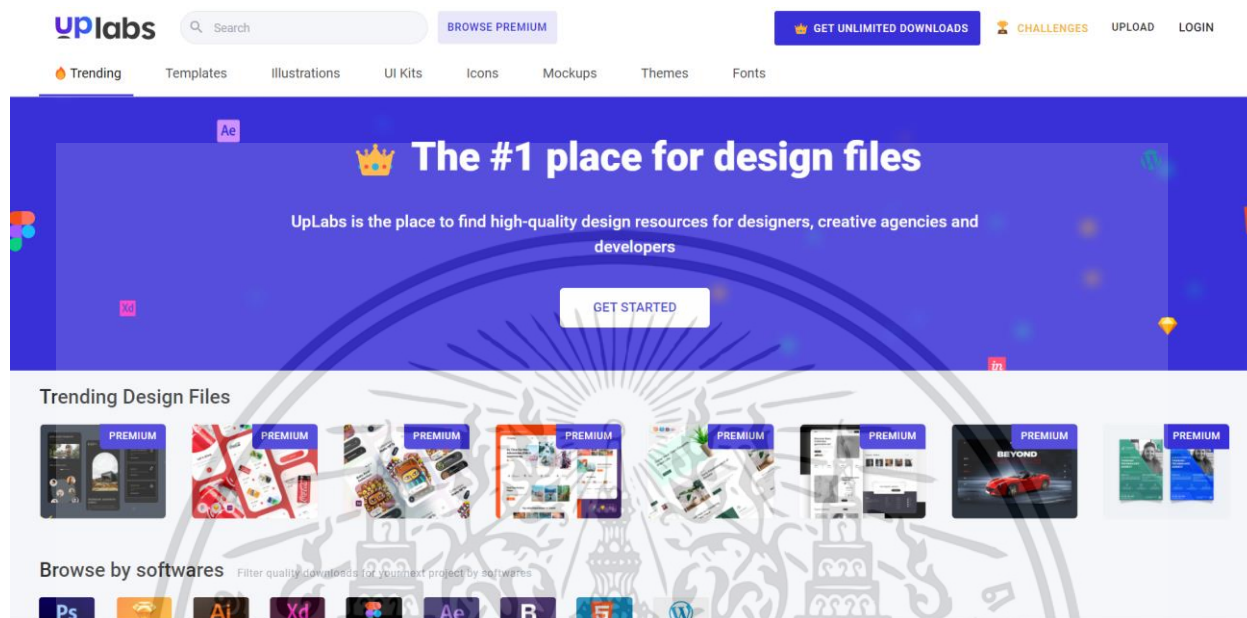 uplabs
Search
BROWSE PREMIUM
GET UNLIMITED DOWNLOADS
CHALLENGES
UPLOAD
LOGIN
Trending
Templates
Illustrations
UI Kits
Icons
Mockups
Themes
Fonts
Ae
The #1 place for design files
UpLabs is the place to find high-quality design resources for designers, creative agencies and
developers
Xd
GET STARTED
in
Trending Design Files
PREMIUM
PREMIUM
PREMIUM
PREMIUM
PREMIUM
PREMIUM
PREMIUM
PREMIUM
BEYOND
Browse by softwares
Filter quality downloads for your next project by softwares
Ps
Ai
Xd
Ae
B
5